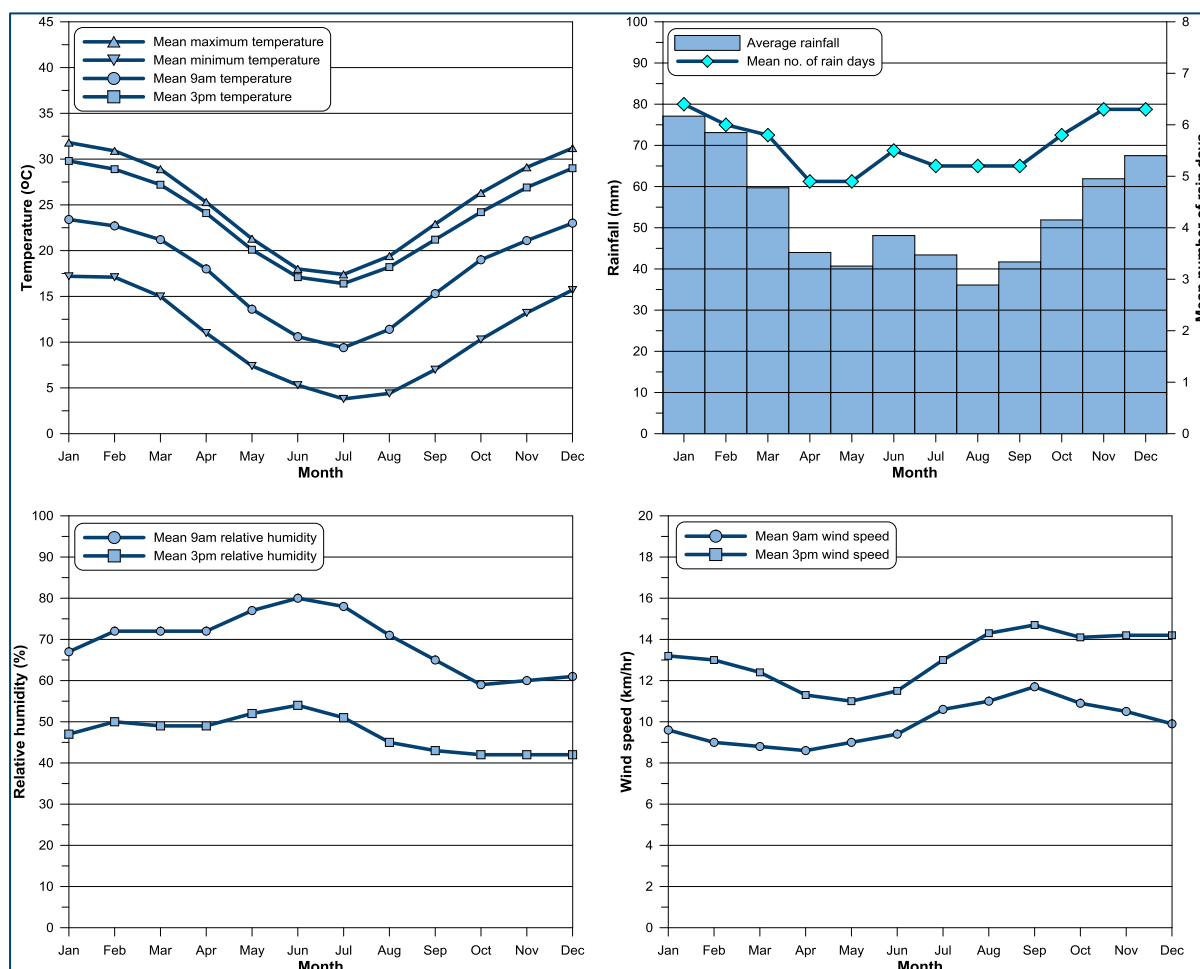 45
40
35
30
25
20
15
10
5
0
Temperature (ºC)
Mean maximum temperature
Mean minimum temperature
Mean 9am temperature
Mean 3pm temperature
Jan Feb Mar Apr May Jun Jul Aug Sep Oct Nov Dec
Month
100
90
80
70
60
50
40
30
20
10
0
Rainfall (mm)
Average rainfall
Mean no. of rain days
8
7
6
5
4
3
2
1
0
Mean number of rain days
Jan Feb Mar Apr May Jun Jul Aug Sep Oct Nov Dec
Month
100
90
80
70
60
50
40
30
20
10
0
Relative humidity (%)
Mean 9am relative humidity
Mean 3pm relative humidity
Jan Feb Mar Apr May Jun Jul Aug Sep Oct Nov Dec
Month
20
18
16
14
12
10
8
6
4
2
0
Wind speed (km/hr)
Mean 9am wind speed
Mean 3pm wind speed
Jan Feb Mar Apr May Jun Jul Aug Sep Oct Nov Dec
Month